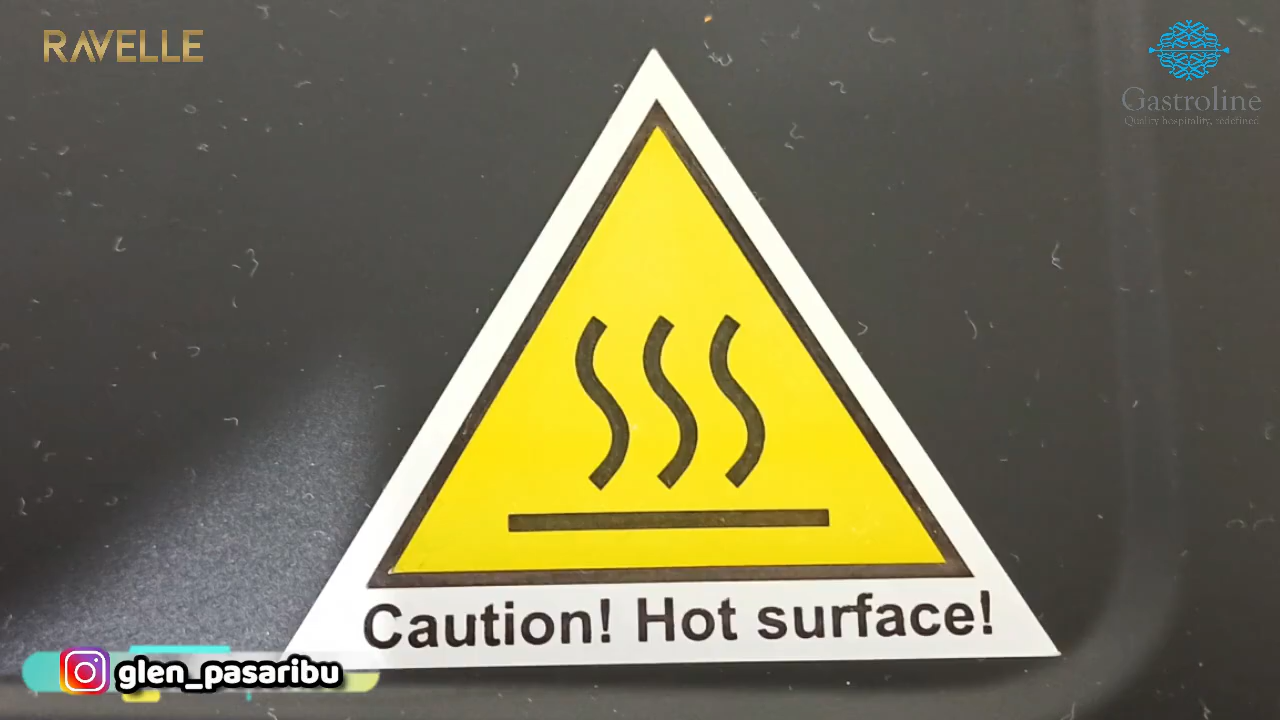 RAVELLE
Gastroline
Quality hospitality, redefined.
Caution! Hot surface!
glen_pasaribu